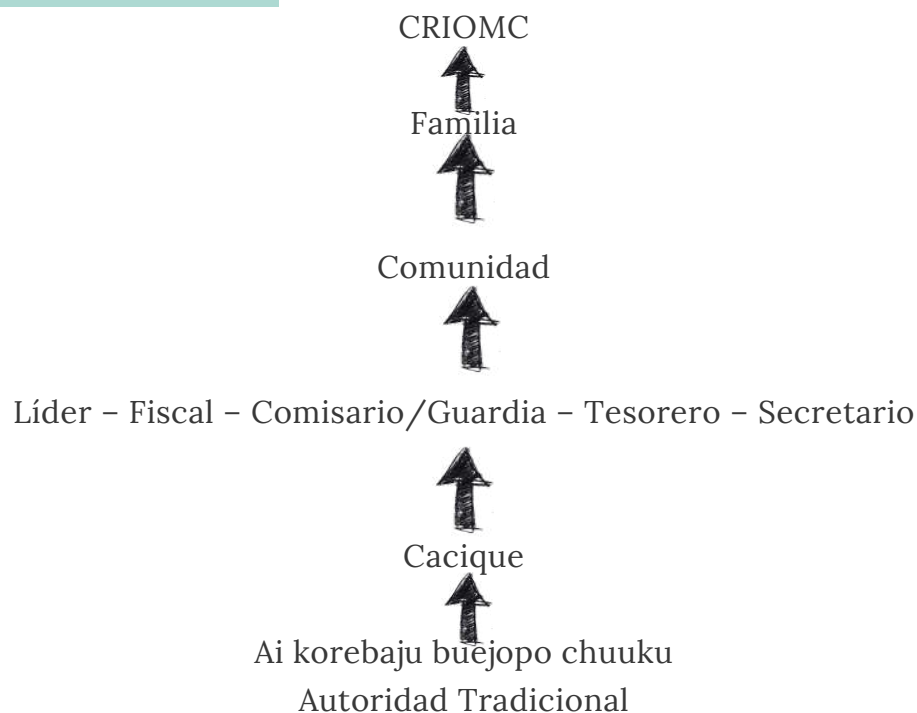 CRIOMC
Familia
Comunidad
Líder – Fiscal – Comisario/Guardia – Tesorero – Secretario
Cacique
Ai korebaju buejopo chuuku
Autoridad Tradicional